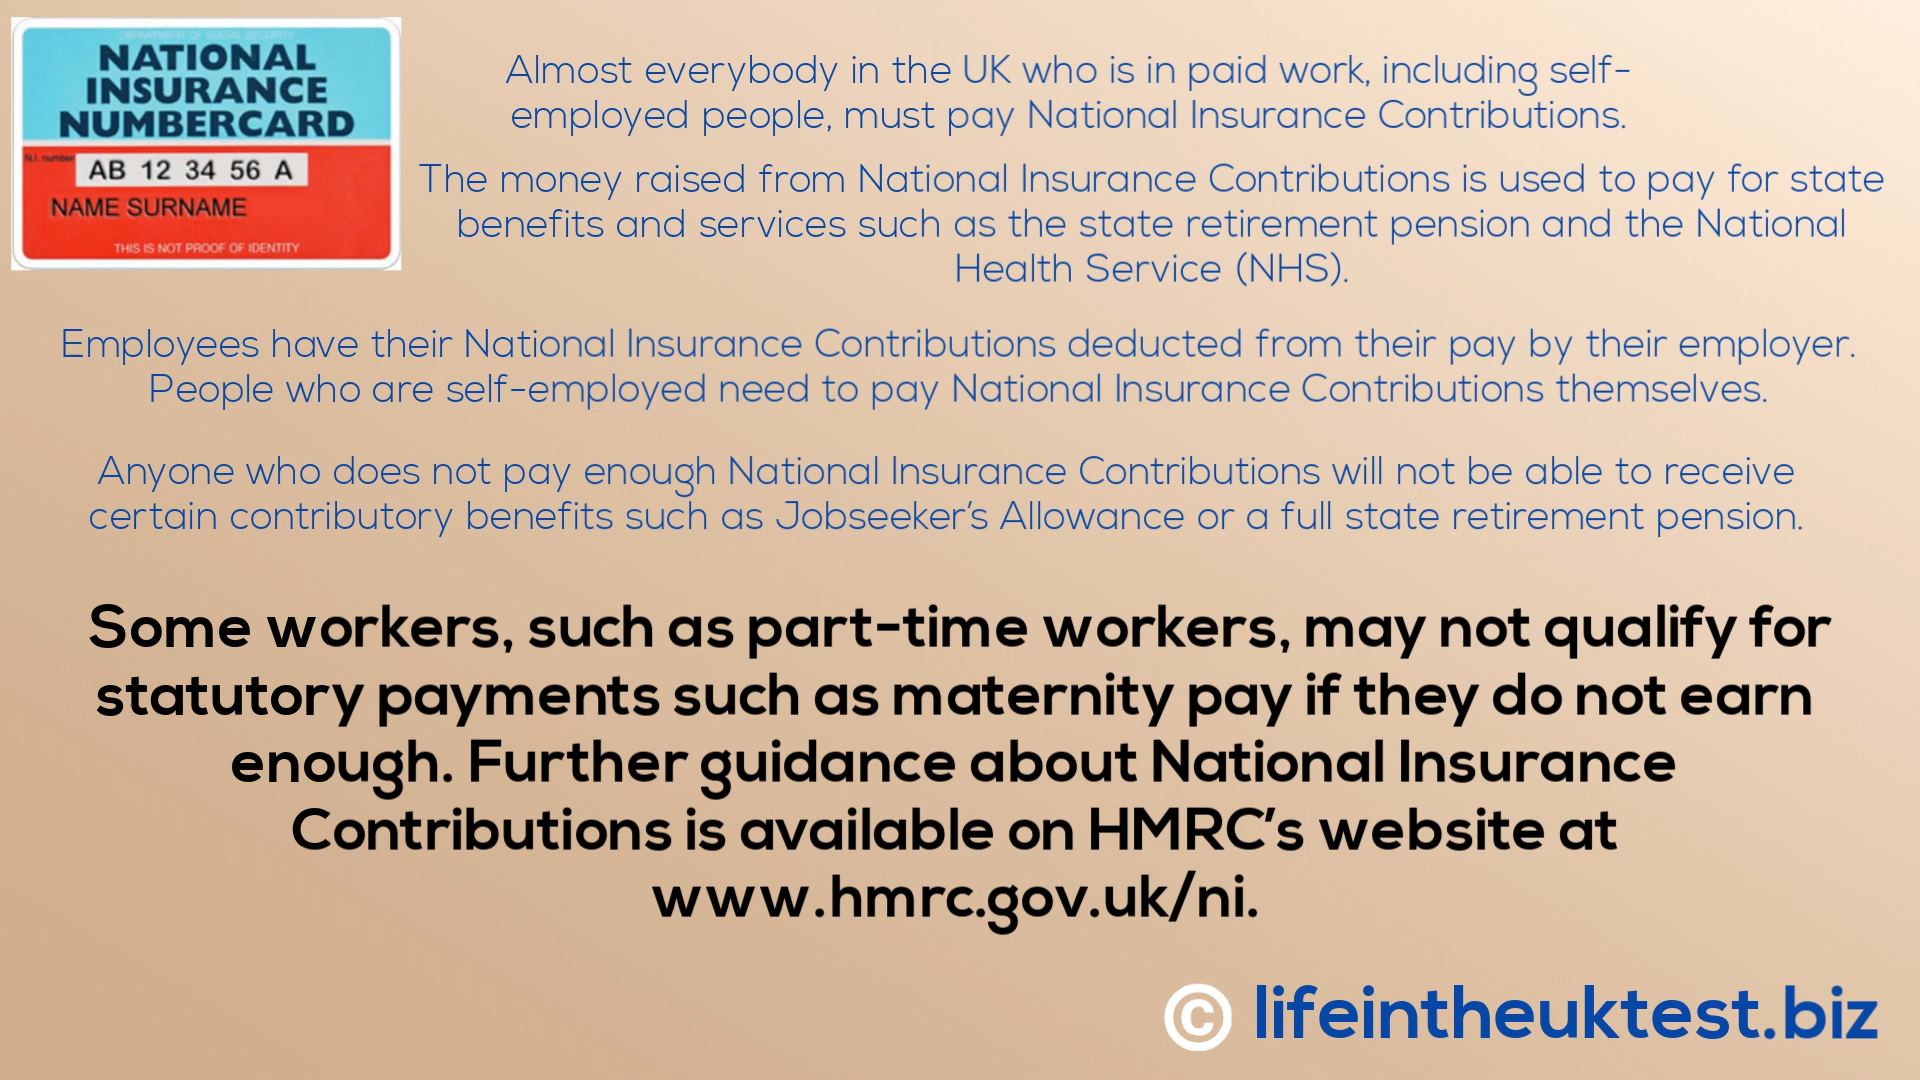 DEPARTMENT OF SOCIAL SECURITY
NATIONAL
INSURANCE
NUMBERCARD
N.I. number
AB 12 34 56 A
NAME SURNAME
THIS IS NOT PROOF OF IDENTITY
Almost everybody in the UK who is in paid work, including self-
employed people, must pay National Insurance Contributions.
The money raised from National Insurance Contributions is used to pay for state
benefits and services such as the state retirement pension and the National
Health Service (NHS).
Employees have their National Insurance Contributions deducted from their pay by their employer.
People who are self-employed need to pay National Insurance Contributions themselves.
Anyone who does not pay enough National Insurance Contributions will not be able to receive
certain contributory benefits such as Jobseeker’s Allowance or a full state retirement pension.
Some workers, such as part-time workers, may not qualify for
statutory payments such as maternity pay if they do not earn
enough. Further guidance about National Insurance
Contributions is available on HMRC’s website at
www.hmrc.gov.uk/ni.
© lifeintheuktest.biz